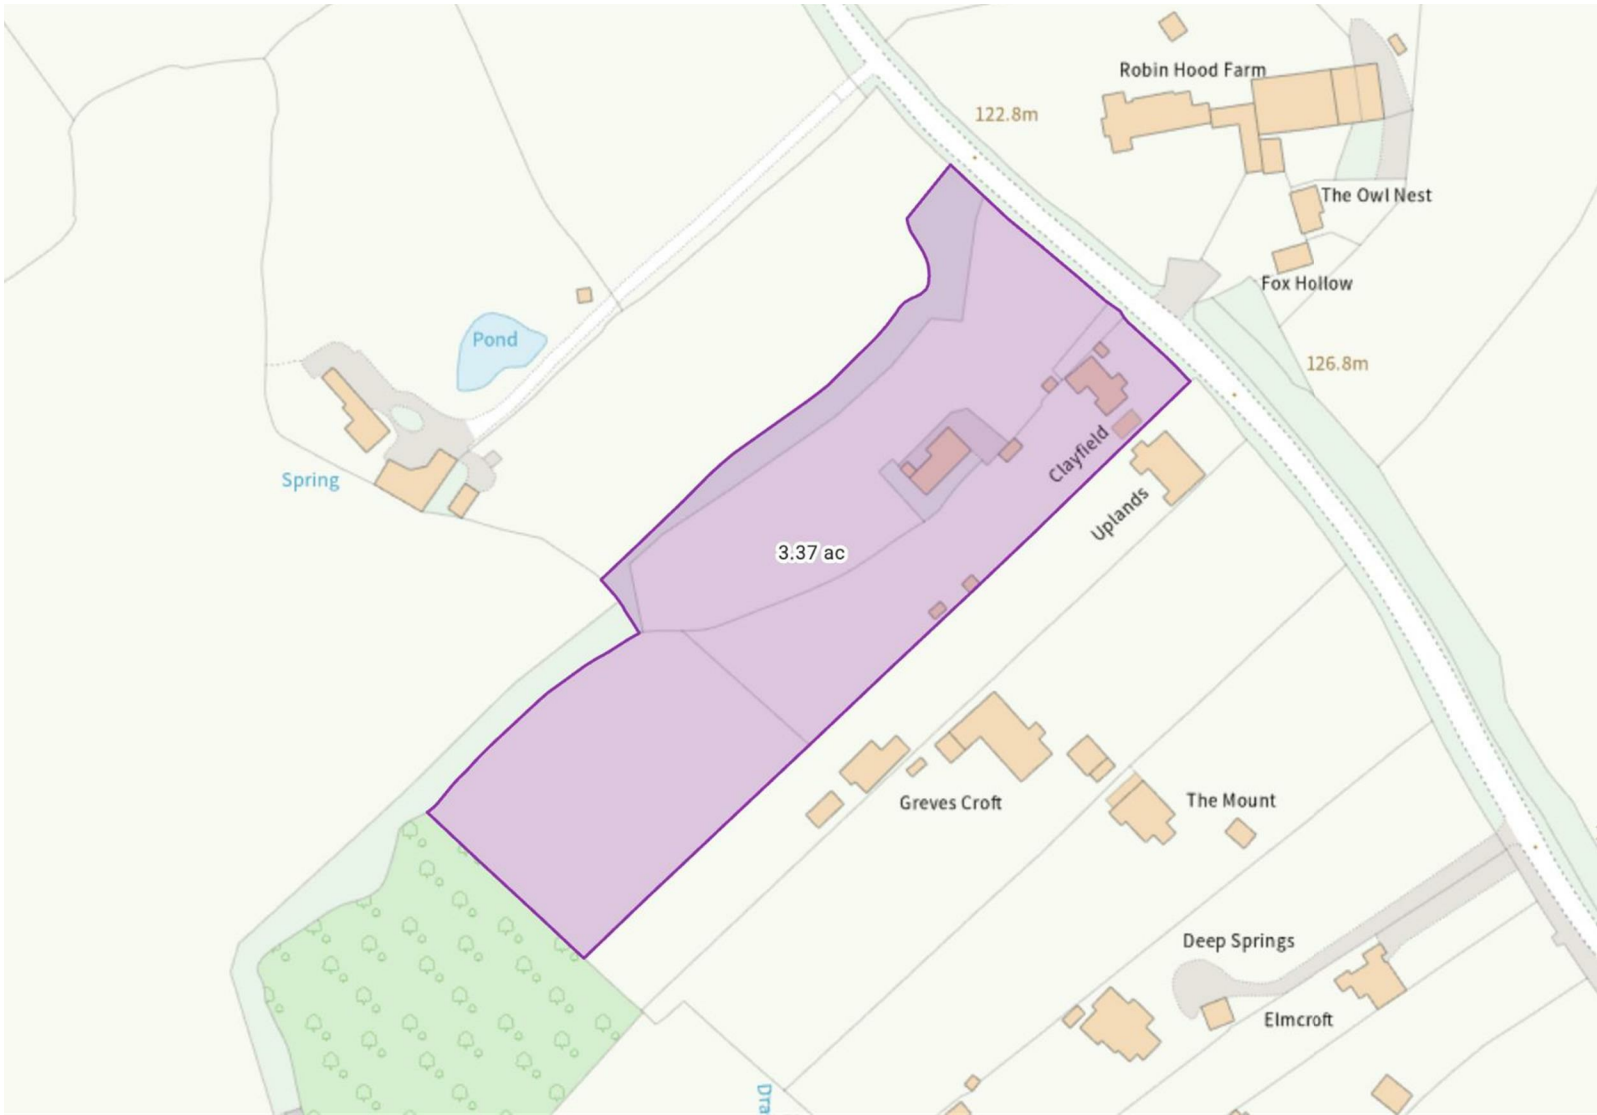 Robin Hood Farm
122.8m
The Owl Nest
Fox Hollow
Pond
126.8m
Clayfield
Spring
Uplands
3.37 ac
Greves Croft
The Mount
Deep Springs
Elmcroft
Dra